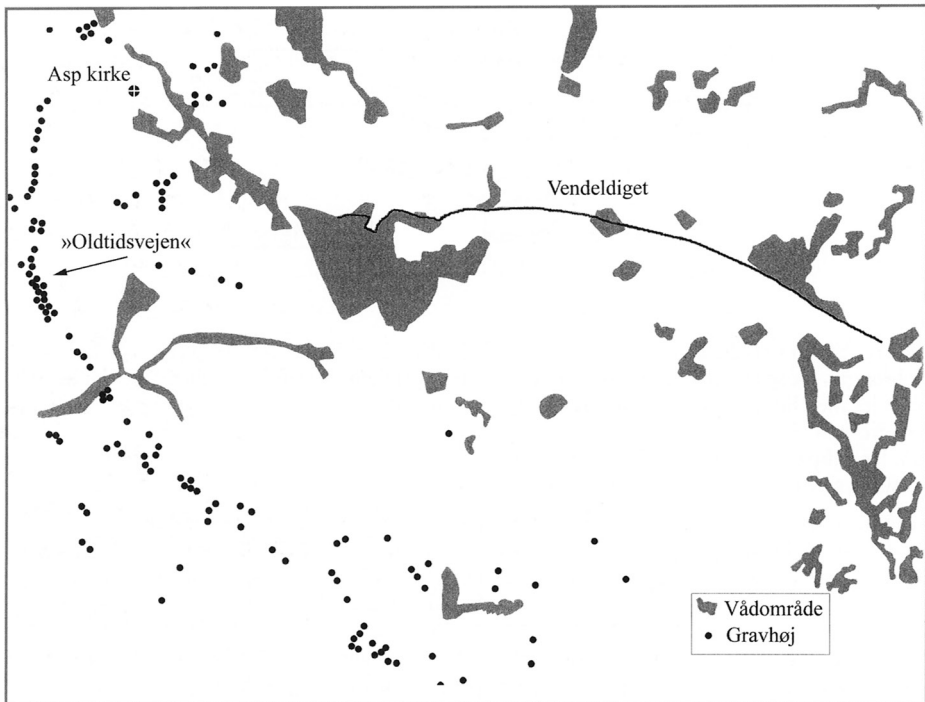 Asp kirke
Vendeldiget
»Oldtidsvejen«
Vådområde
Gravhøj